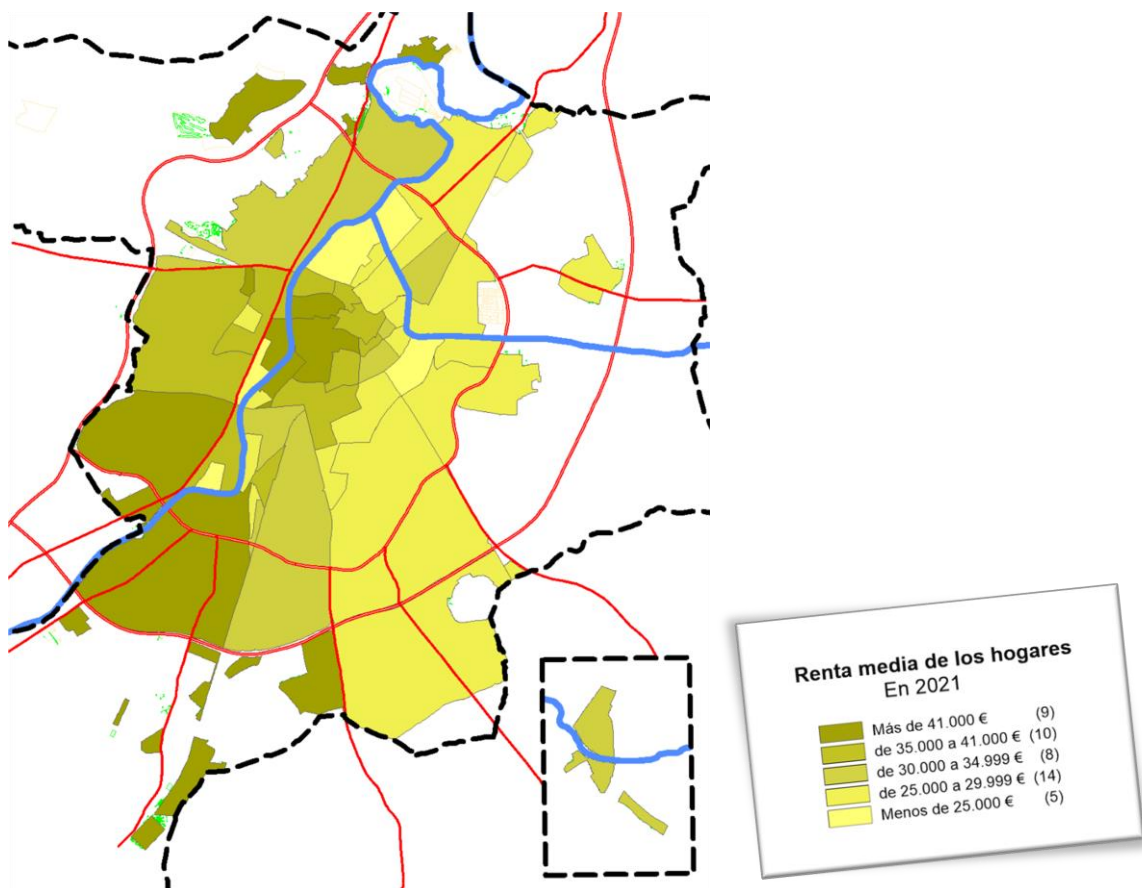 Renta media de los hogares
En 2021
Más de 41.000 € (9)
de 35.000 a 41.000 € (10)
de 30.000 a 34.999 € (8)
de 25.000 a 29.999 € (14)
Menos de 25.000 € (5)